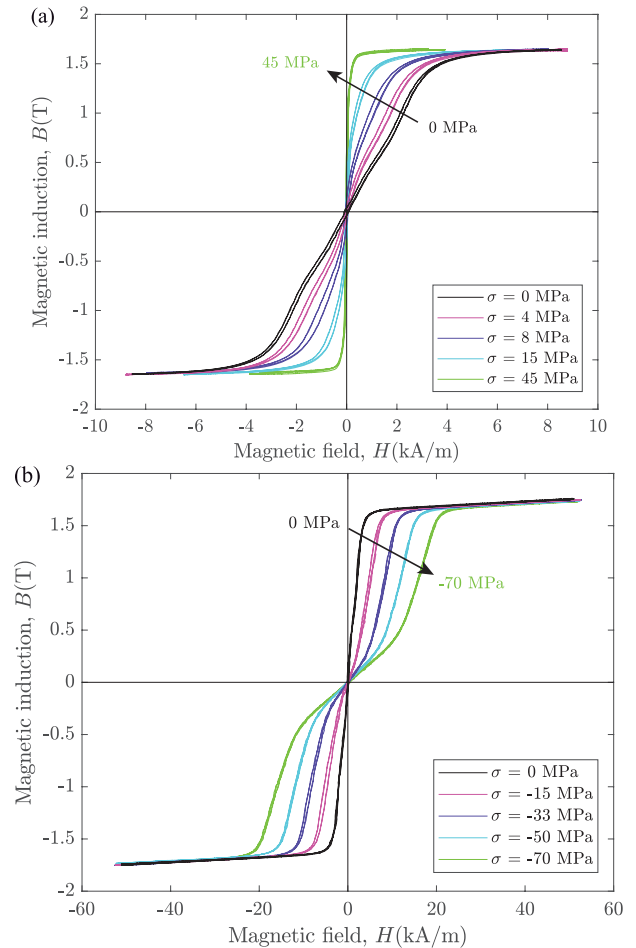 (a)
2
1.5
1
0.5
0
-0.5
-1
-1.5
-2
Magnetic induction, B(T)
45 MPa
0 MPa
σ = 0 MPa
σ = 4 MPa
σ = 8 MPa
σ = 15 MPa
σ = 45 MPa
-10 -8 -6 -4 -2 0 2 4 6 8 10
Magnetic field, H(kA/m)
(b)
2
1.5
1
0.5
0
-0.5
-1
-1.5
-2
Magnetic induction, B(T)
0 MPa
-70 MPa
σ = 0 MPa
σ = -15 MPa
σ = -33 MPa
σ = -50 MPa
σ = -70 MPa
-60 -40 -20 0 20 40 60
Magnetic field, H(kA/m)